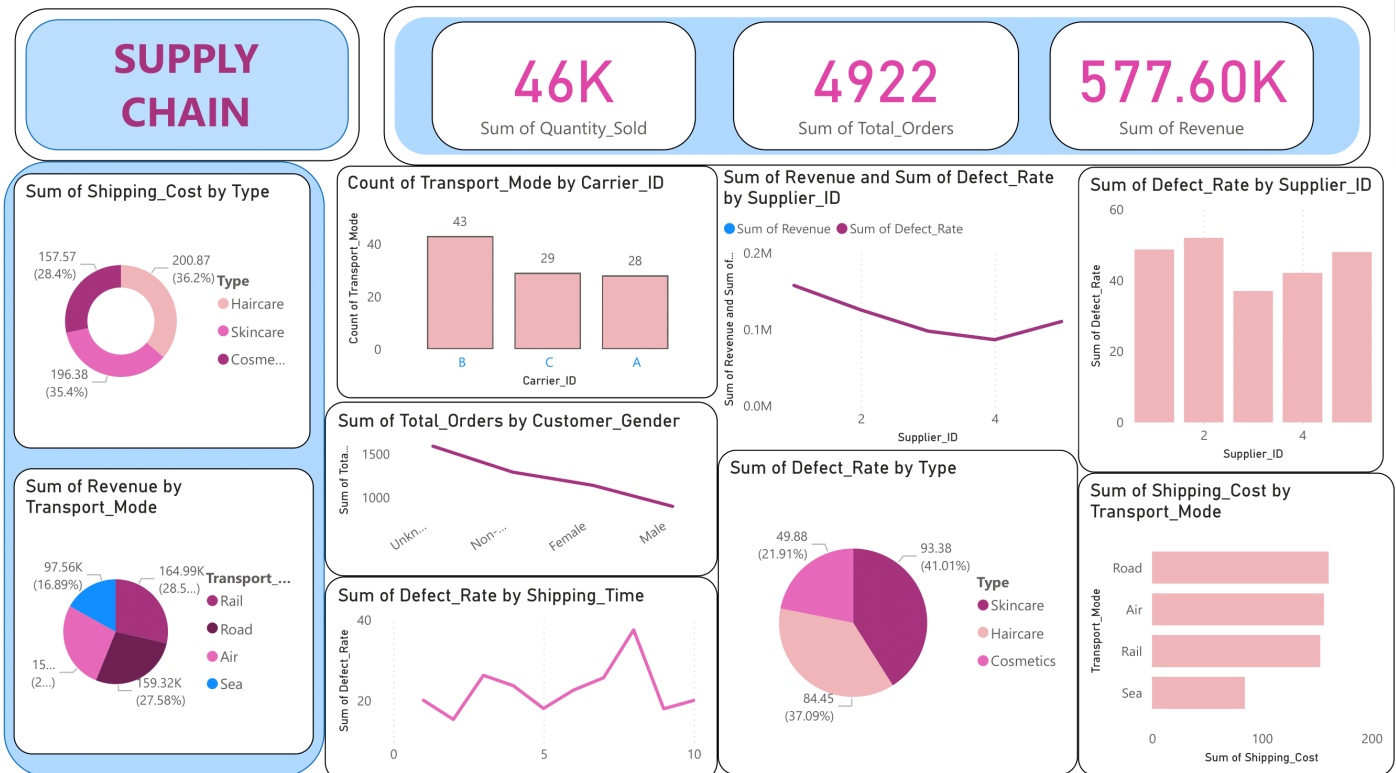 SUPPLY
CHAIN
46K
Sum of Quantity_Sold
4922
Sum of Total_Orders
577.60K
Sum of Revenue
Sum of Shipping_Cost by Type
157.57
(28.4%)
200.87
(36.2%)
196.38
(35.4%)
Type
Haircare
Skincare
Cosme...
Count of Transport_Mode by Carrier_ID
Count of Transport_Mode
40
20
0
43
29
28
B
C
A
Carrier_ID
Sum of Revenue and Sum of Defect_Rate
by Supplier_ID
Sum of Revenue
Sum of Defect_Rate
Sum of Revenue and Sum of...
0.2M
0.1M
0.0M
2
4
Supplier_ID
Sum of Defect_Rate by Supplier_ID
Sum of Defect_Rate
60
40
20
0
2
4
Supplier_ID
Sum of Total_Orders by Customer_Gender
Sum of Tota...
1500
1000
Unkn...
Non-...
Female
Male
Sum of Revenue by
Transport_Mode
97.56K
(16.89%)
164.99K
(28.5...)
15...
(2...)
159.32K
(27.58%)
Transport_...
Rail
Road
Air
Sea
Sum of Defect_Rate by Shipping_Time
Sum of Defect_Rate
40
20
0
5
10
Sum of Defect_Rate by Type
49.88
(21.91%)
93.38
(41.01%)
84.45
(37.09%)
Type
Skincare
Haircare
Cosmetics
Sum of Shipping_Cost by
Transport_Mode
Transport_Mode
Road
Air
Rail
Sea
0
100
200
Sum of Shipping_Cost